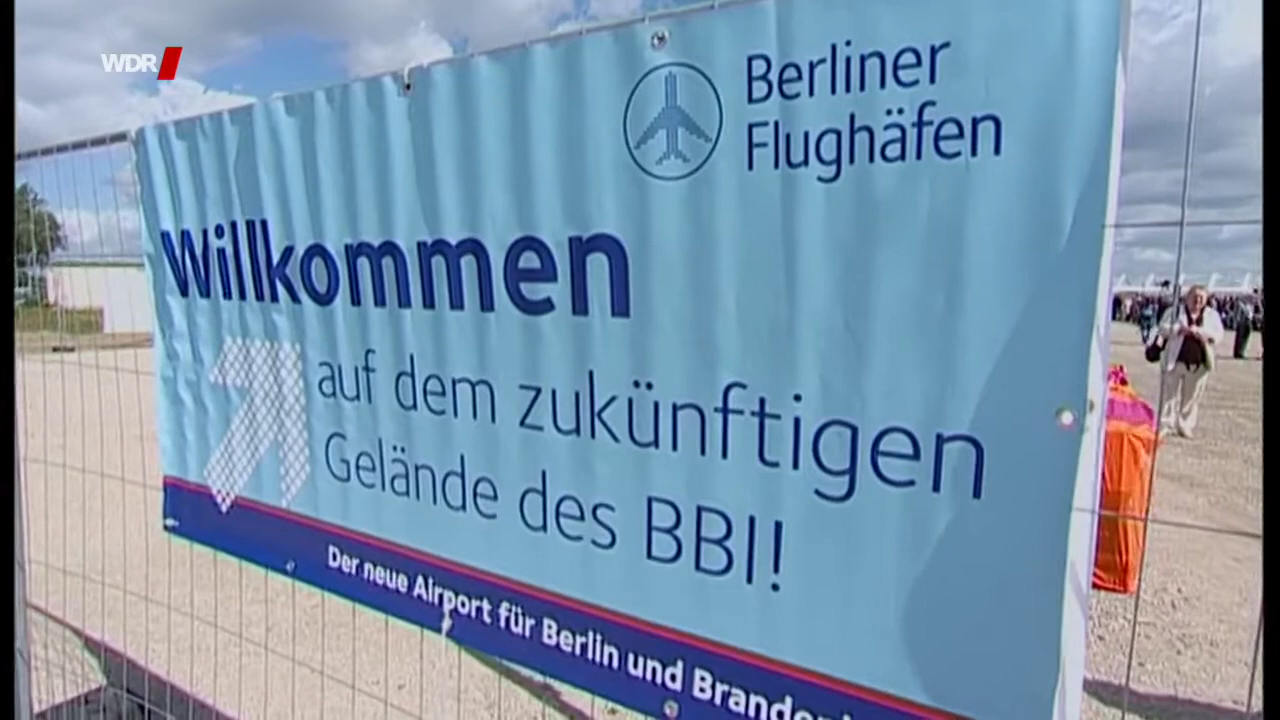 WDR
Berliner
Flughäfen
Willkommen
auf dem zukünftigen
Gelände des BBI!
Der neue Airport für Berlin und